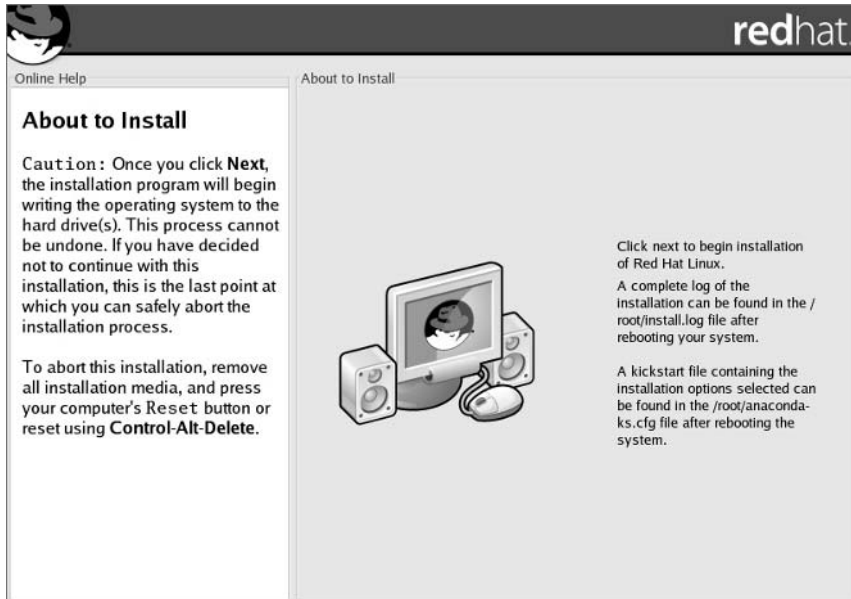 redhat.
Online Help
About to Install
Caution: Once you click Next,
the installation program will begin
writing the operating system to the
hard drive(s). This process cannot
be undone. If you have decided
not to continue with this
installation, this is the last point at
which you can safely abort the
installation process.
To abort this installation, remove
all installation media, and press
your computer's Reset button or
reset using Control-Alt-Delete.
About to Install
Click next to begin installation
of Red Hat Linux.
A complete log of the
installation can be found in the /
root/install.log file after
rebooting your system.
A kickstart file containing the
installation options selected can
be found in the /root/anaconda-
ks.cfg file after rebooting the
system.